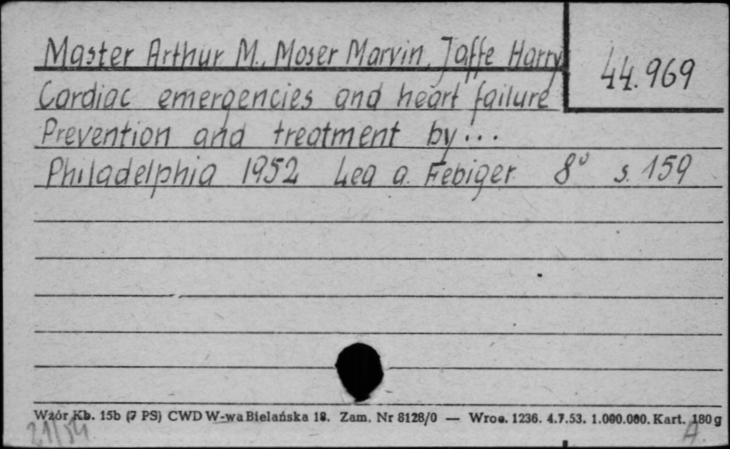 Master Arthur M., Moser Marvin, Jaffe Harry
44.969
Cardiac emergencies and heart failure
Prevention and treatment by...
Philadelphia 1952 Lea a. Febiger 8° s. 159
Wzór Kb. 15b (7 PS) CWD W-wa Bielańska 18. Zam. Nr 8128/0 — Wroc. 1236. 4.7.53. 1.000.000. Kart. 180 g
21/54
A.